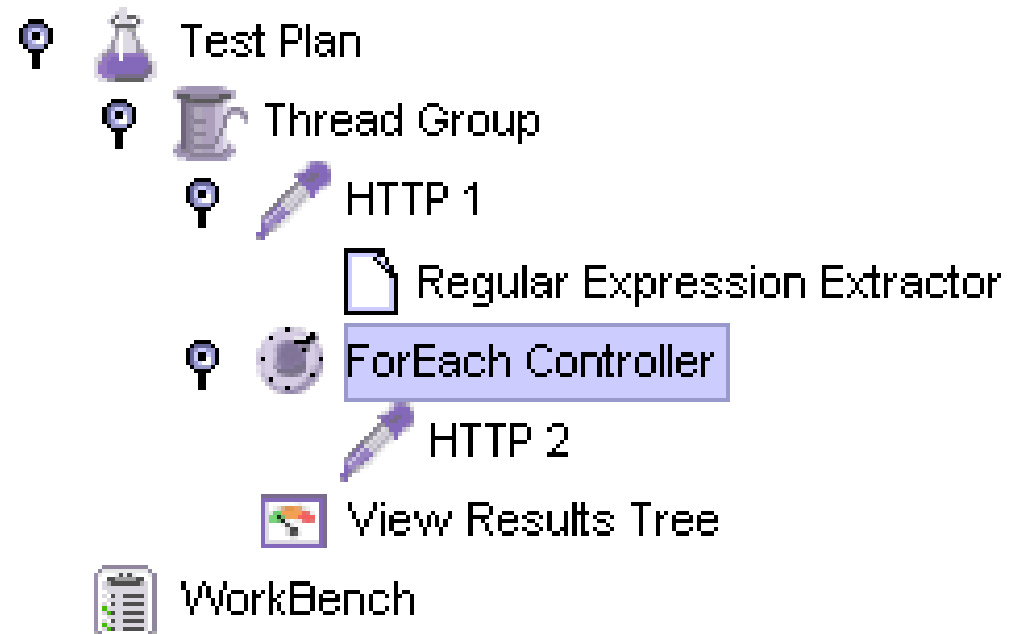 Test Plan
Thread Group
HTTP 1
Regular Expression Extractor
ForEach Controller
HTTP 2
View Results Tree
WorkBench